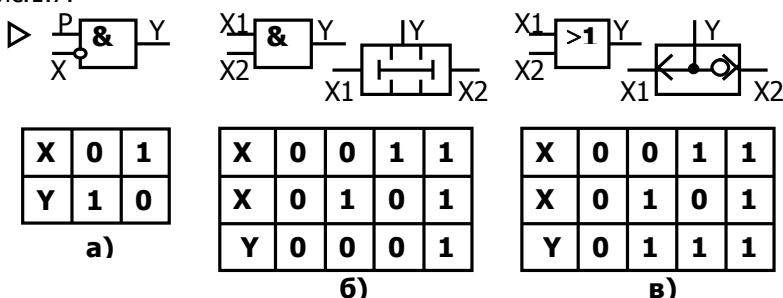 P & Y
X
X1 & Y Y
X2 X1 X2
X1 >1 Y Y
X2 X1 X2
X 0 1
Y 1 0
а)
X 0 0 1 1
X 0 1 0 1
Y 0 0 0 1
б)
X 0 0 1 1
X 0 1 0 1
Y 0 1 1 1
в)